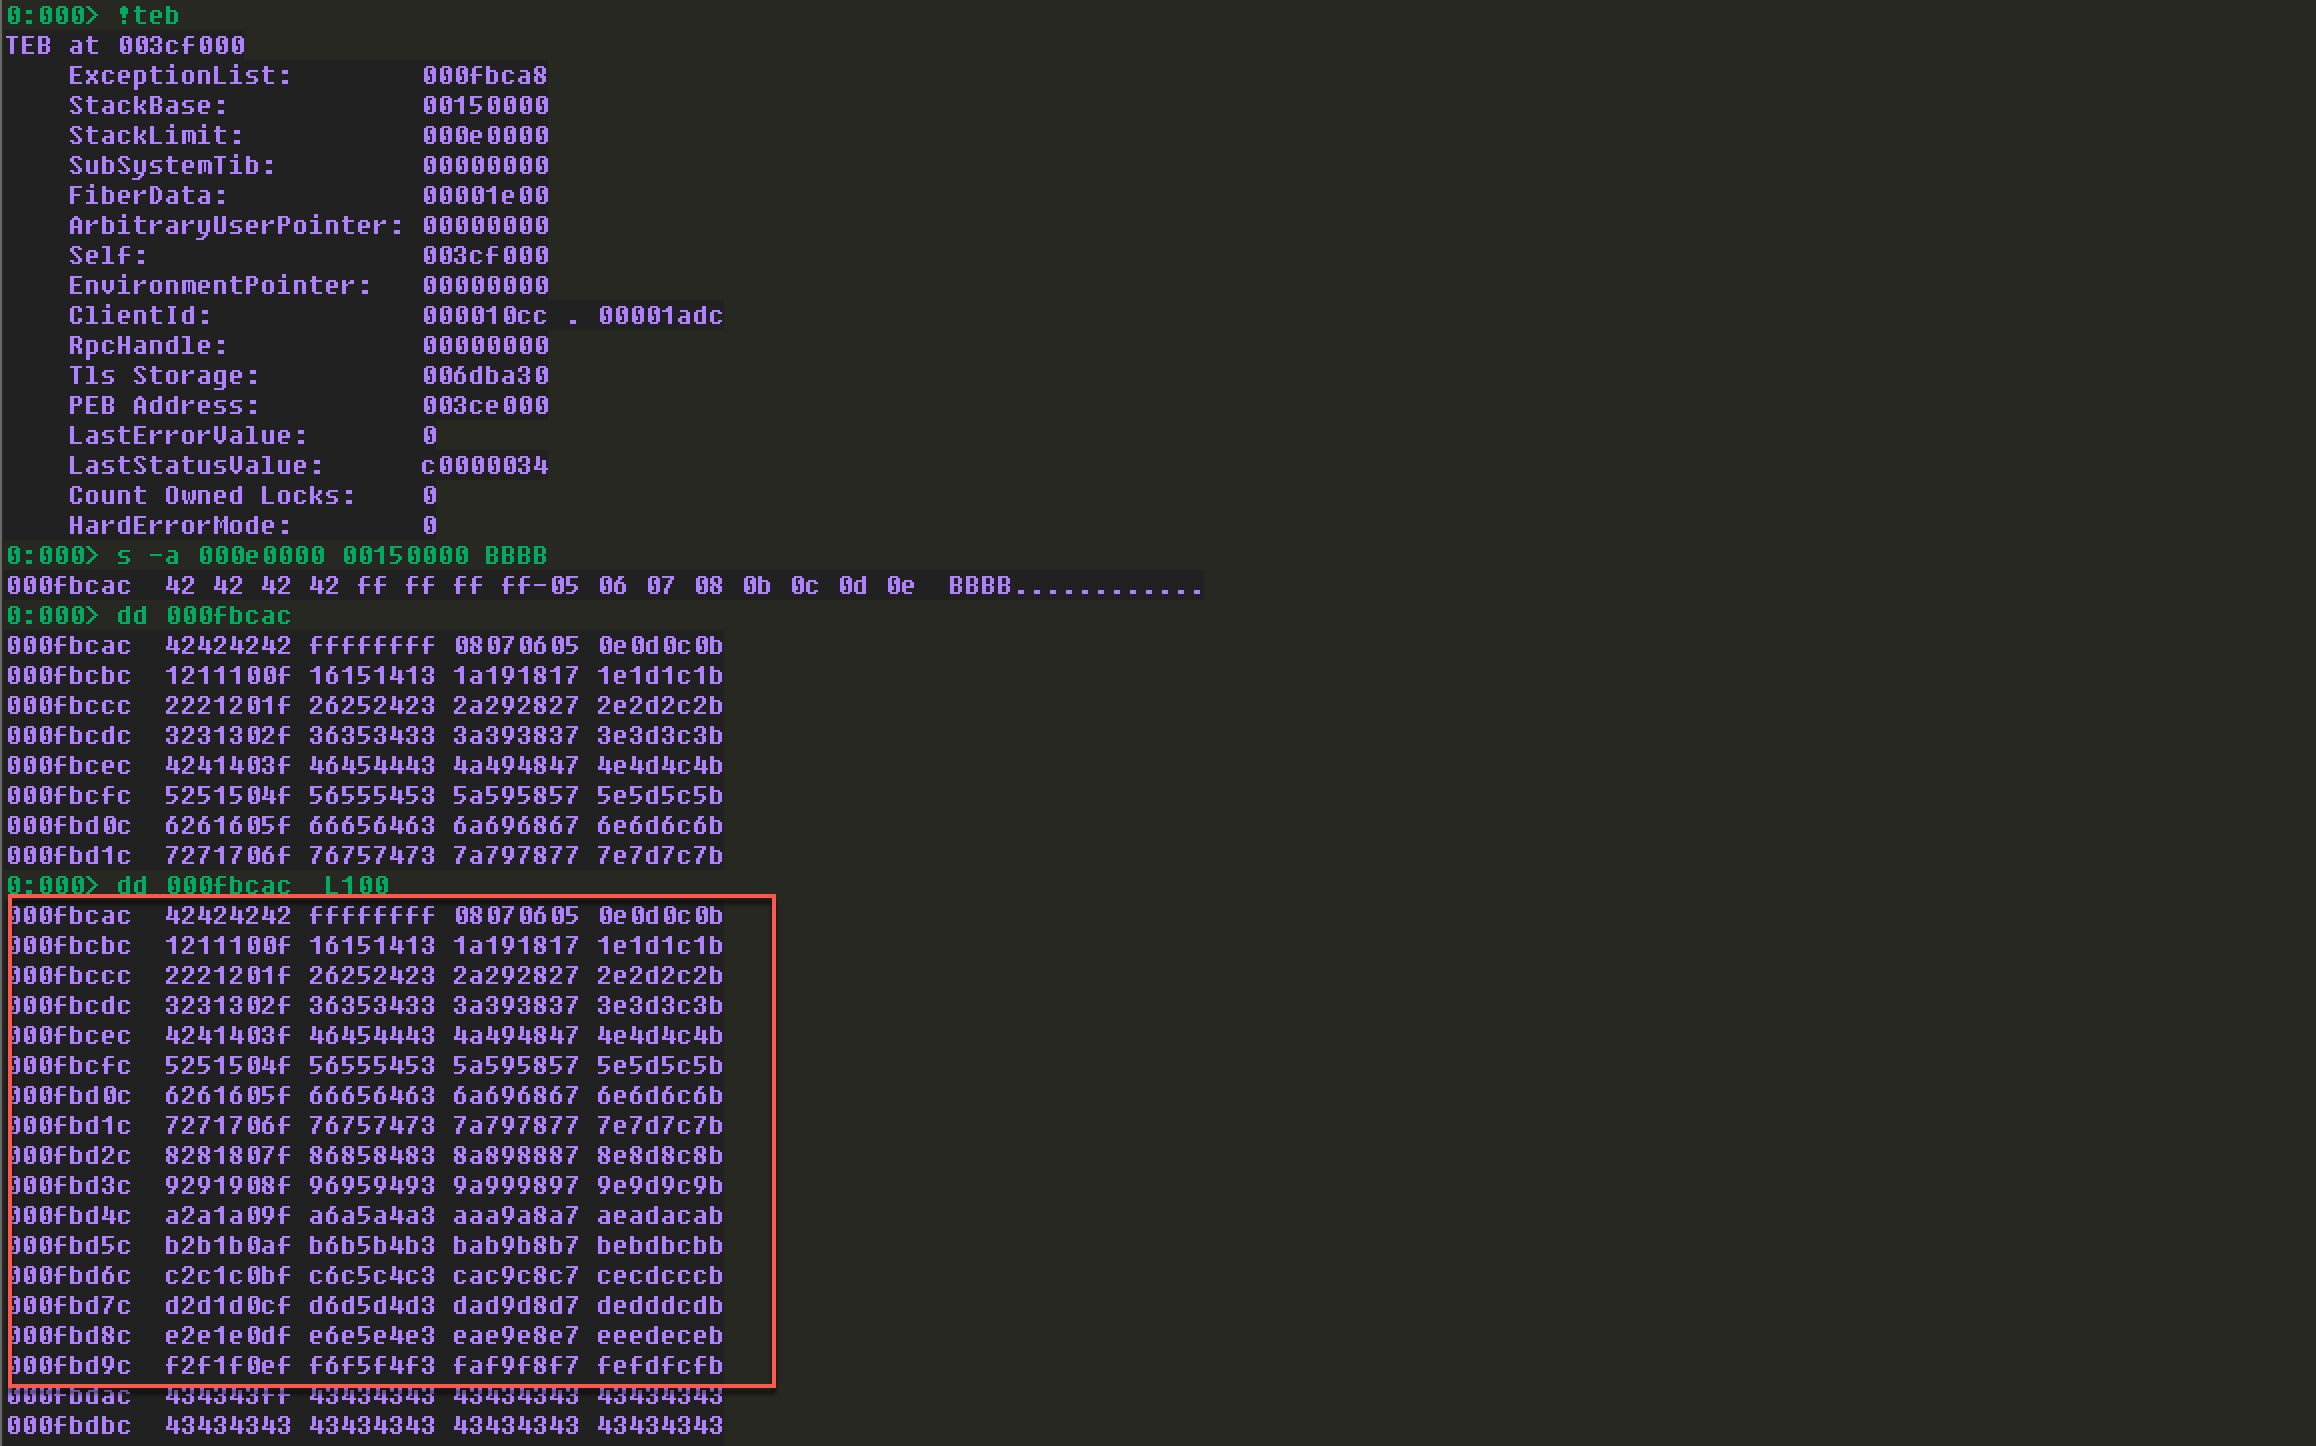 0:000> !teb
TEB at 003cf000
    ExceptionList:        000fbca8
    StackBase:            00150000
    StackLimit:           000e0000
    SubSystemTib:         00000000
    FiberData:            00001e00
    ArbitraryUserPointer: 00000000
    Self:                 003cf000
    EnvironmentPointer:   00000000
    ClientId:             000010cc . 00001adc
    RpcHandle:            00000000
    Tls Storage:          006dba30
    PEB Address:          003ce000
    LastErrorValue:       0
    LastStatusValue:      c0000034
    Count Owned Locks:    0
    HardErrorMode:        0
0:000> s -a 000e0000 00150000 BBBB
000fbcac  42 42 42 42 ff ff ff ff-05 06 07 08 0b 0c 0d 0e  BBBB............
0:000> dd 000fbcac
000fbcac  42424242 ffffffff 08070605 0e0d0c0b
000fbcbc  1211100f 16151413 1a191817 1e1d1c1b
000fbccc  2221201f 26252423 2a292827 2e2d2c2b
000fbcdc  3231302f 36353433 3a393837 3e3d3c3b
000fbcec  4241403f 46454443 4a494847 4e4d4c4b
000fbcfc  5251504f 56555453 5a595857 5e5d5c5b
000fbd0c  6261605f 66656463 6a696867 6e6d6c6b
000fbd1c  7271706f 76757473 7a797877 7e7d7c7b
0:000> dd 000fbcac  L100
000fbcac  42424242 ffffffff 08070605 0e0d0c0b
000fbcbc  1211100f 16151413 1a191817 1e1d1c1b
000fbccc  2221201f 26252423 2a292827 2e2d2c2b
000fbcdc  3231302f 36353433 3a393837 3e3d3c3b
000fbcec  4241403f 46454443 4a494847 4e4d4c4b
000fbcfc  5251504f 56555453 5a595857 5e5d5c5b
000fbd0c  6261605f 66656463 6a696867 6e6d6c6b
000fbd1c  7271706f 76757473 7a797877 7e7d7c7b
000fbd2c  8281807f 86858483 8a898887 8e8d8c8b
000fbd3c  9291908f 96959493 9a999897 9e9d9c9b
000fbd4c  a2a1a09f a6a5a4a3 aaa9a8a7 aeadacab
000fbd5c  b2b1b0af b6b5b4b3 bab9b8b7 bebdbcbb
000fbd6c  c2c1c0bf c6c5c4c3 cac9c8c7 cecdcccb
000fbd7c  d2d1d0cf d6d5d4d3 dad9d8d7 dedddcdb
000fbd8c  e2e1e0df e6e5e4e3 eae9e8e7 eeedeceb
000fbd9c  f2f1f0ef f6f5f4f3 faf9f8f7 fefdfcfb
000fbdac  434343ff 43434343 43434343 43434343
000fbdbc  43434343 43434343 43434343 43434343